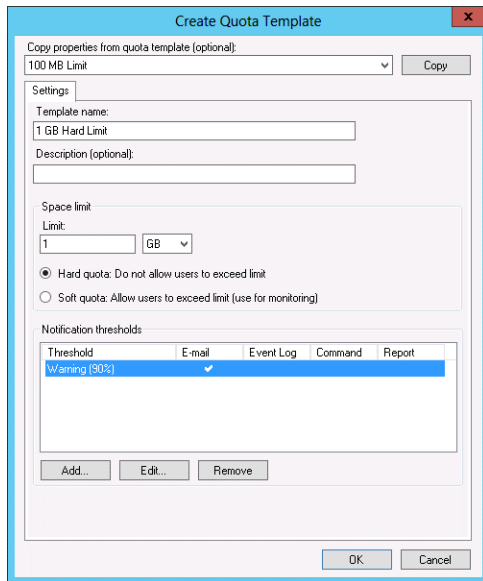 Create Quota Template
x
Copy properties from quota template (optional):
100 MB Limit
Copy
Settings
Template name:
1 GB Hard Limit
Description (optional):
Space limit
Limit:
1 GB
Hard quota: Do not allow users to exceed limit
Soft quota: Allow users to exceed limit (use for monitoring)
Notification thresholds
Threshold E-mail Event Log Command Report
Warning (90%)
Add... Edit... Remove
OK Cancel